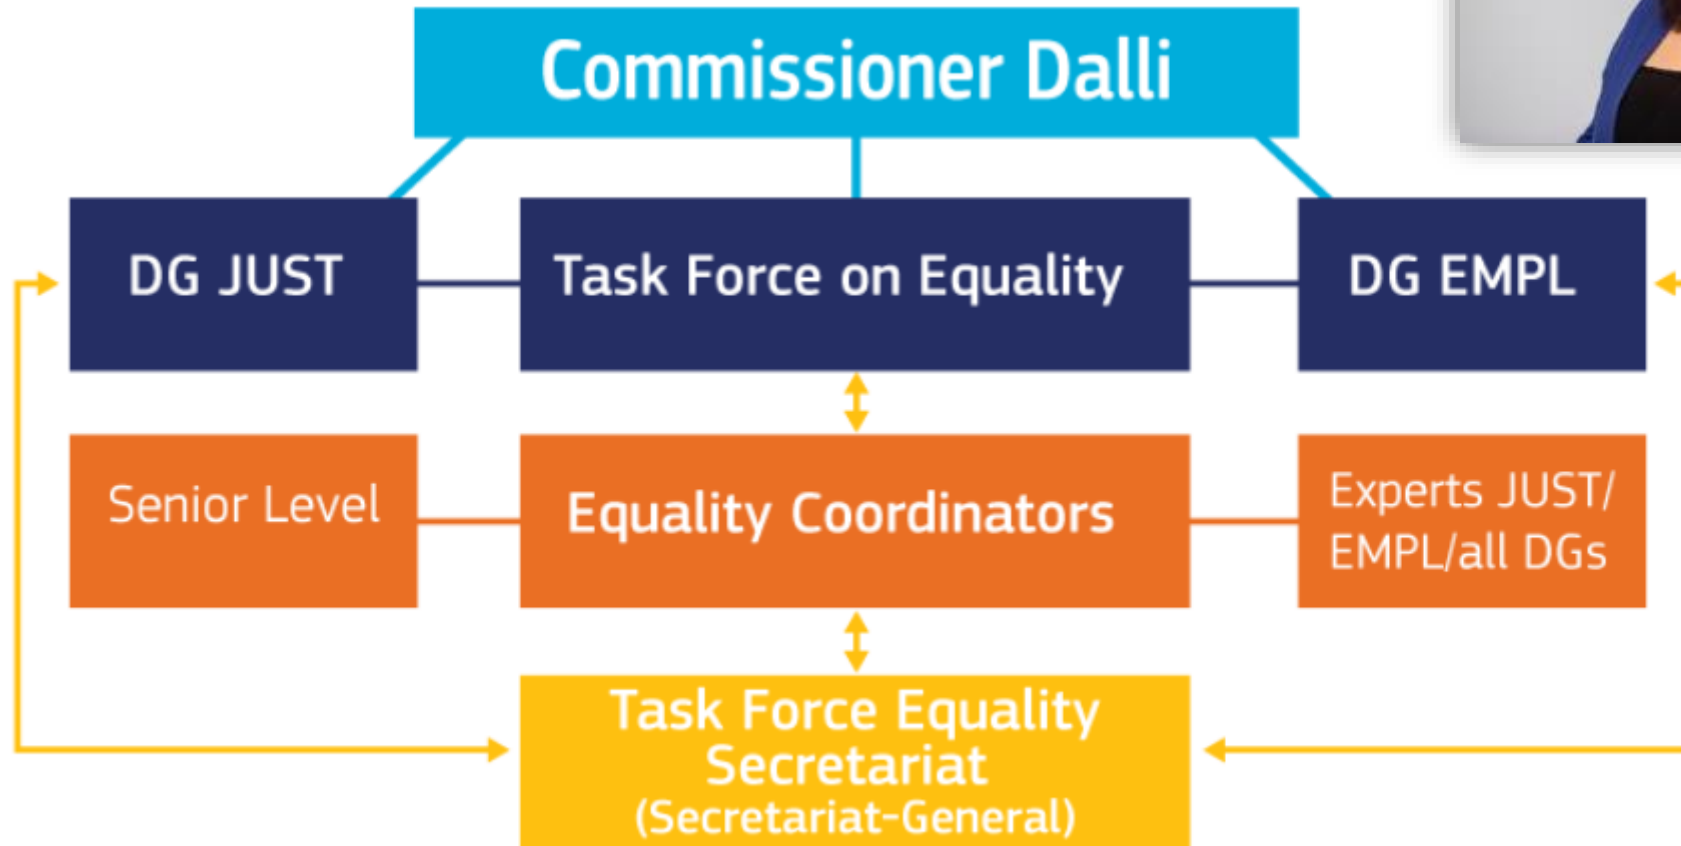 Commissioner Dalli
DG JUST
Task Force on Equality
DG EMPL
Senior Level
Equality Coordinators
Experts JUST/
EMPL/all DGs
Task Force Equality
Secretariat
(Secretariat-General)